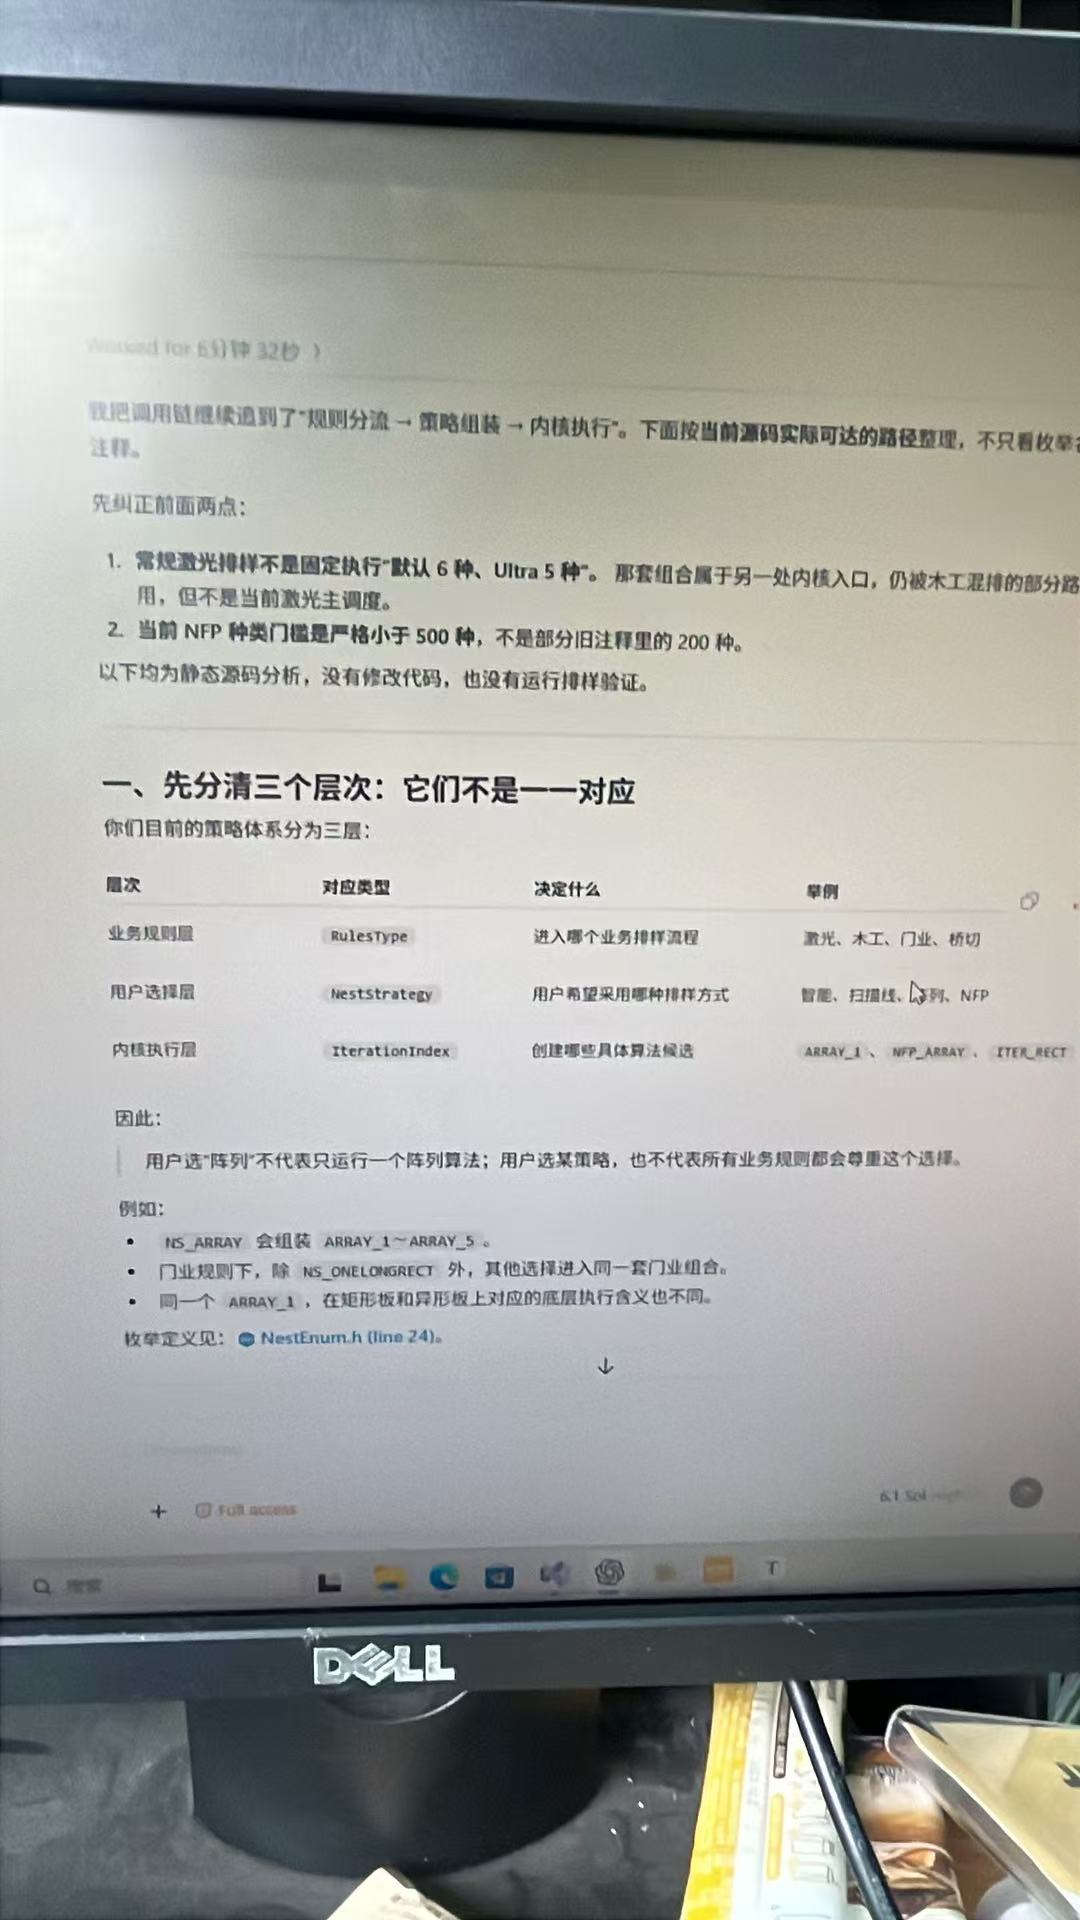 Worked for 6分钟 32秒 〉
我把调用链继续追到了"规则分流 → 策略组装 → 内核执行"。下面按当前源码实际可达的路径整理，不只看枚举
注释。
先纠正前面两点：
1. 常规激光排样不是固定执行"默认 6 种、Ultra 5 种"。 那套组合属于另一处内核入口，仍被木工混排的部分路
用，但不是当前激光主调度。
2. 当前 NFP 种类门槛是严格小于 500 种，不是部分旧注释里的 200 种。
以下均为静态源码分析，没有修改代码，也没有运行排样验证。
一、先分清三个层次：它们不是一一对应
你们目前的策略体系分为三层：
层次 对应类型 决定什么 举例
业务规则层 RulesType 进入哪个业务排样流程 激光、木工、门业、桥切
用户选择层 NestStrategy 用户希望采用哪种排样方式 智能、扫描线、列、NFP
内核执行层 IterationIndex 创建哪些具体算法候选 ARRAY_1 、 NFP_ARRAY 、 ITER_RECT
因此：
用户选"阵列"不代表只运行一个阵列算法；用户选某策略，也不代表所有业务规则都会尊重这个选择。
例如：
• NS_ARRAY 会组装 ARRAY_1～ARRAY_5 。
• 门业规则下，除 NS_ONELONGRECT 外，其他选择进入同一套门业组合。
• 同一个 ARRAY_1 ，在矩形板和异形板上对应的底层执行含义也不同。
枚举定义见： NestEnum.h (line 24)。
+ Full access 6.1 Sol
搜索
T
DELL